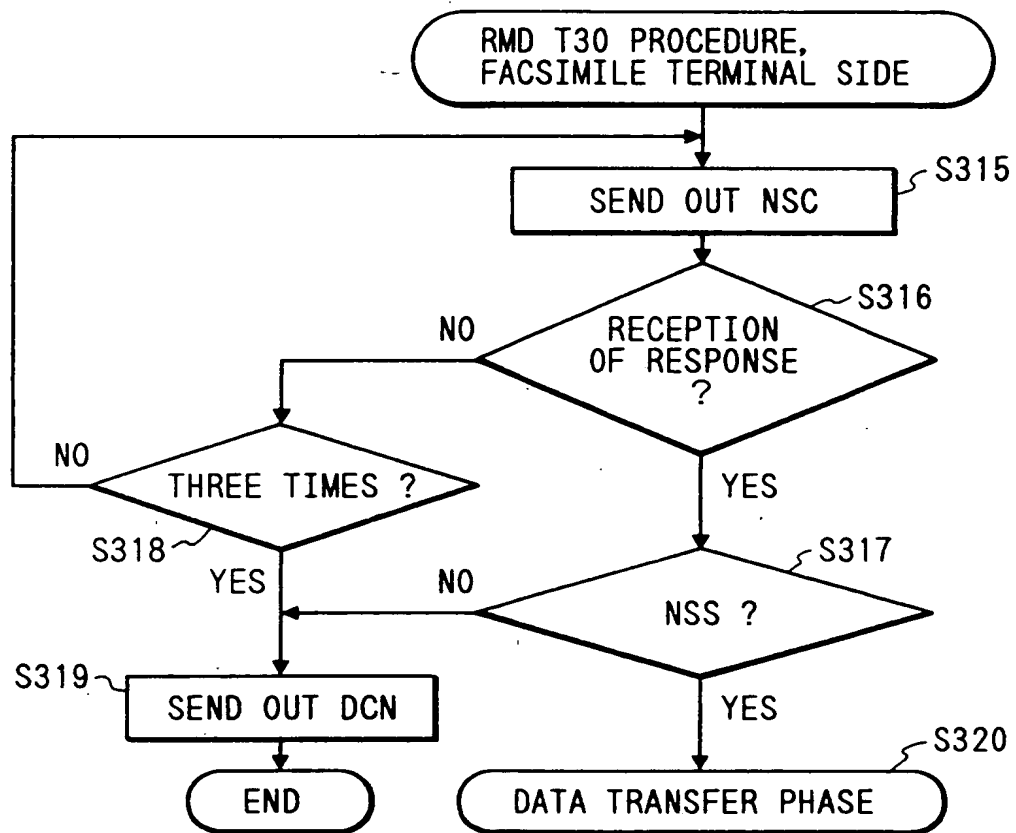 RMD T30 PROCEDURE,
FACSIMILE TERMINAL SIDE
S315
SEND OUT NSC
S316
NO
RECEPTION
OF RESPONSE
?
NO
THREE TIMES ?
YES
S318
S317
YES
NO
NSS ?
S319
SEND OUT DCN
YES
S320
END
DATA TRANSFER PHASE